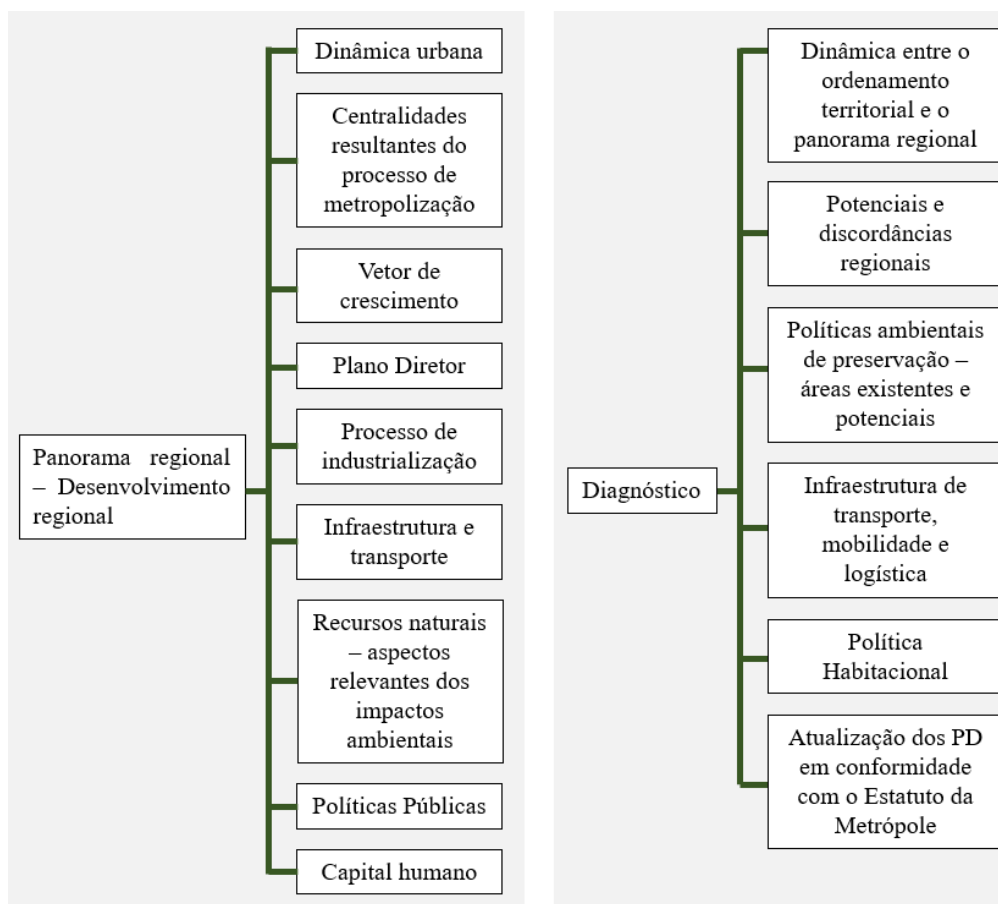 Panorama regional
– Desenvolvimento
regional
Dinâmica urbana
Centralidades
resultantes do
processo de
metropolização
Vetor de
crescimento
Plano Diretor
Processo de
industrialização
Infraestrutura e
transporte
Recursos naturais
– aspectos
relevantes dos
impactos
ambientais
Políticas Públicas
Capital humano
Diagnóstico
Dinâmica entre o
ordenamento
territorial e o
panorama regional
Potenciais e
discordâncias
regionais
Políticas ambientais
de preservação –
áreas existentes e
potenciais
Infraestrutura de
transporte,
mobilidade e
logística
Política
Habitacional
Atualização dos PD
em conformidade
com o Estatuto da
Metrópole